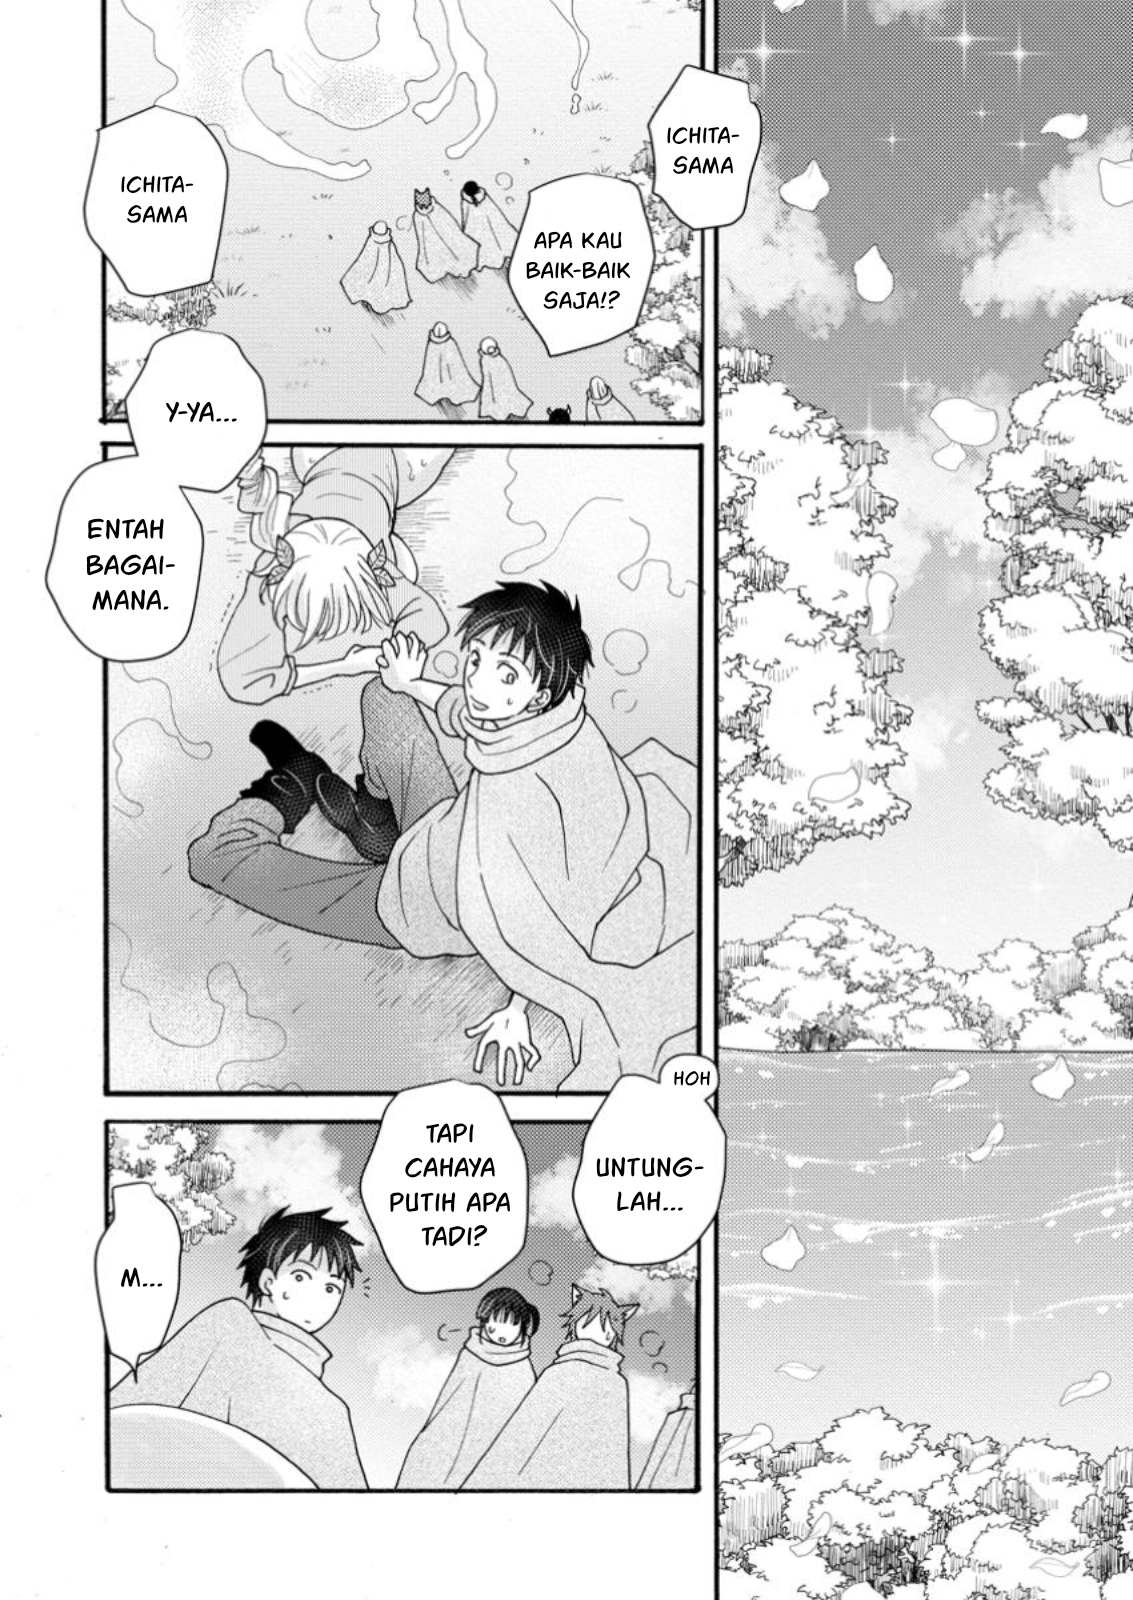 ICHITA-
SAMA
APA KAU
BAIK-BAIK
SAJA!?
ICHITA-
SAMA
Y-YA...
ENTAH
BAGAI-
MANA.
HOH
UNTUNG-
LAH...
TAPI
CAHAYA
PUTIH APA
TADI?
M...